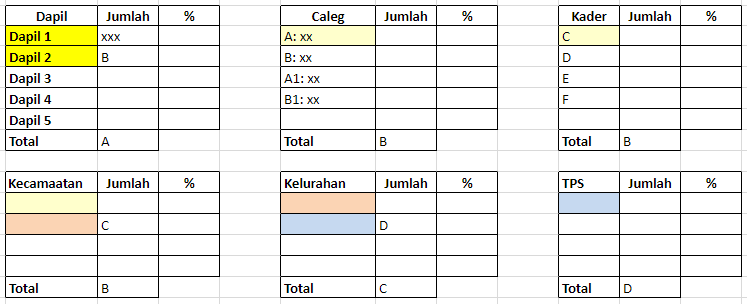 Dapil Jumlah % Caleg Jumlah % Kader Jumlah %
Dapil 1 xxx A: xx C
Dapil 2 B B: xx D
Dapil 3 A1: xx E
Dapil 4 B1: xx F
Dapil 5
Total A Total B Total B
Kecamaatan Jumlah % Kelurahan Jumlah % TPS Jumlah %
C D
Total B Total C Total D